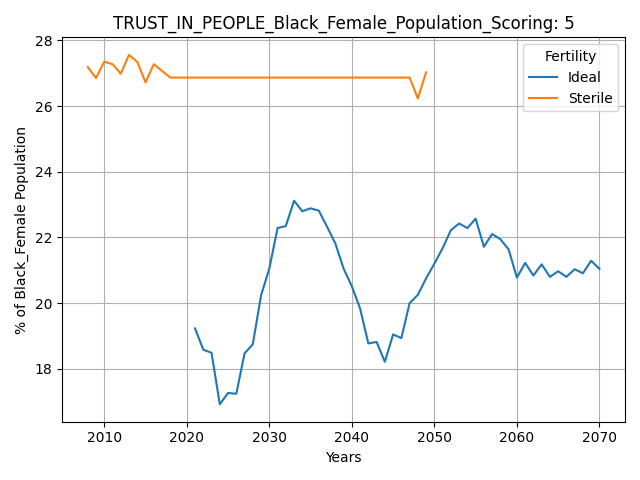 TRUST_IN_PEOPLE_Black_Female_Population_Scoring: 5
% of Black_Female Population
28
26
24
22
20
18
Fertility
Ideal
Sterile
2010 2020 2030 2040 2050 2060 2070
Years